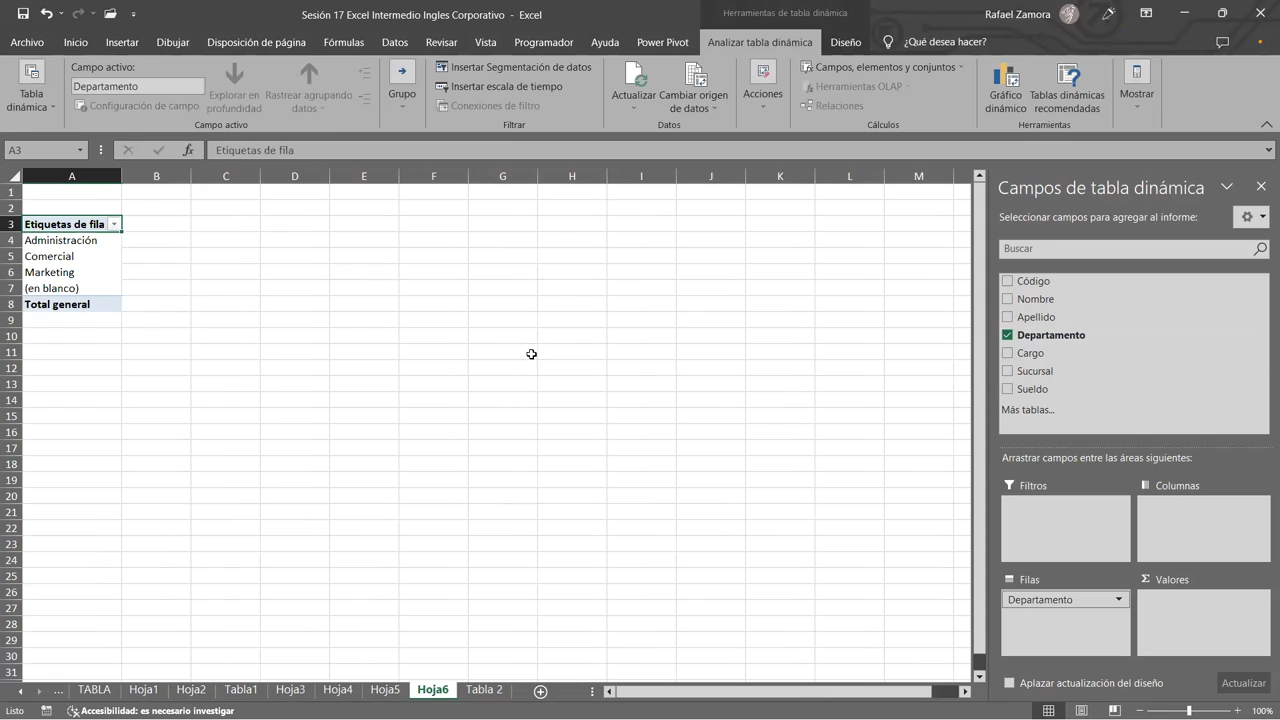 Sesión 17 Excel Intermedio Ingles Corporativo - Excel
Herramientas de tabla dinámica
Rafael Zamora
Archivo Inicio Insertar Dibujar Disposición de página Fórmulas Datos Revisar Vista Programador Ayuda Power Pivot Analizar tabla dinámica Diseño ¿Qué desea hacer?
Tabla dinámica
Campo activo:
Departamento
Configuración de campo
Explorar en profundidad
Rastrear agrupando datos
Campo activo
Grupo
Insertar Segmentación de datos
Insertar escala de tiempo
Conexiones de filtro
Filtrar
Actualizar
Cambiar origen de datos
Datos
Acciones
Campos, elementos y conjuntos
Herramientas OLAP
Relaciones
Cálculos
Gráfico dinámico
Tablas dinámicas recomendadas
Herramientas
Mostrar
A3
fx
Etiquetas de fila
A B C D E F G H I J K L M
1
2
3 Etiquetas de fila
4 Administración
5 Comercial
6 Marketing
7 (en blanco)
8 Total general
9
10
11
12
13
14
15
16
17
18
19
20
21
22
23
24
25
26
27
28
29
30
31
Campos de tabla dinámica
Seleccionar campos para agregar al informe:
Buscar
Código
Nombre
Apellido
Departamento
Cargo
Sucursal
Sueldo
Más tablas...
Arrastrar campos entre las áreas siguientes:
Filtros
Columnas
Filas
Σ Valores
Departamento
Aplazar actualización del diseño
Actualizar
... TABLA Hoja1 Hoja2 Tabla1 Hoja3 Hoja4 Hoja5 Hoja6 Tabla 2
Listo
Accesibilidad: es necesario investigar
100%